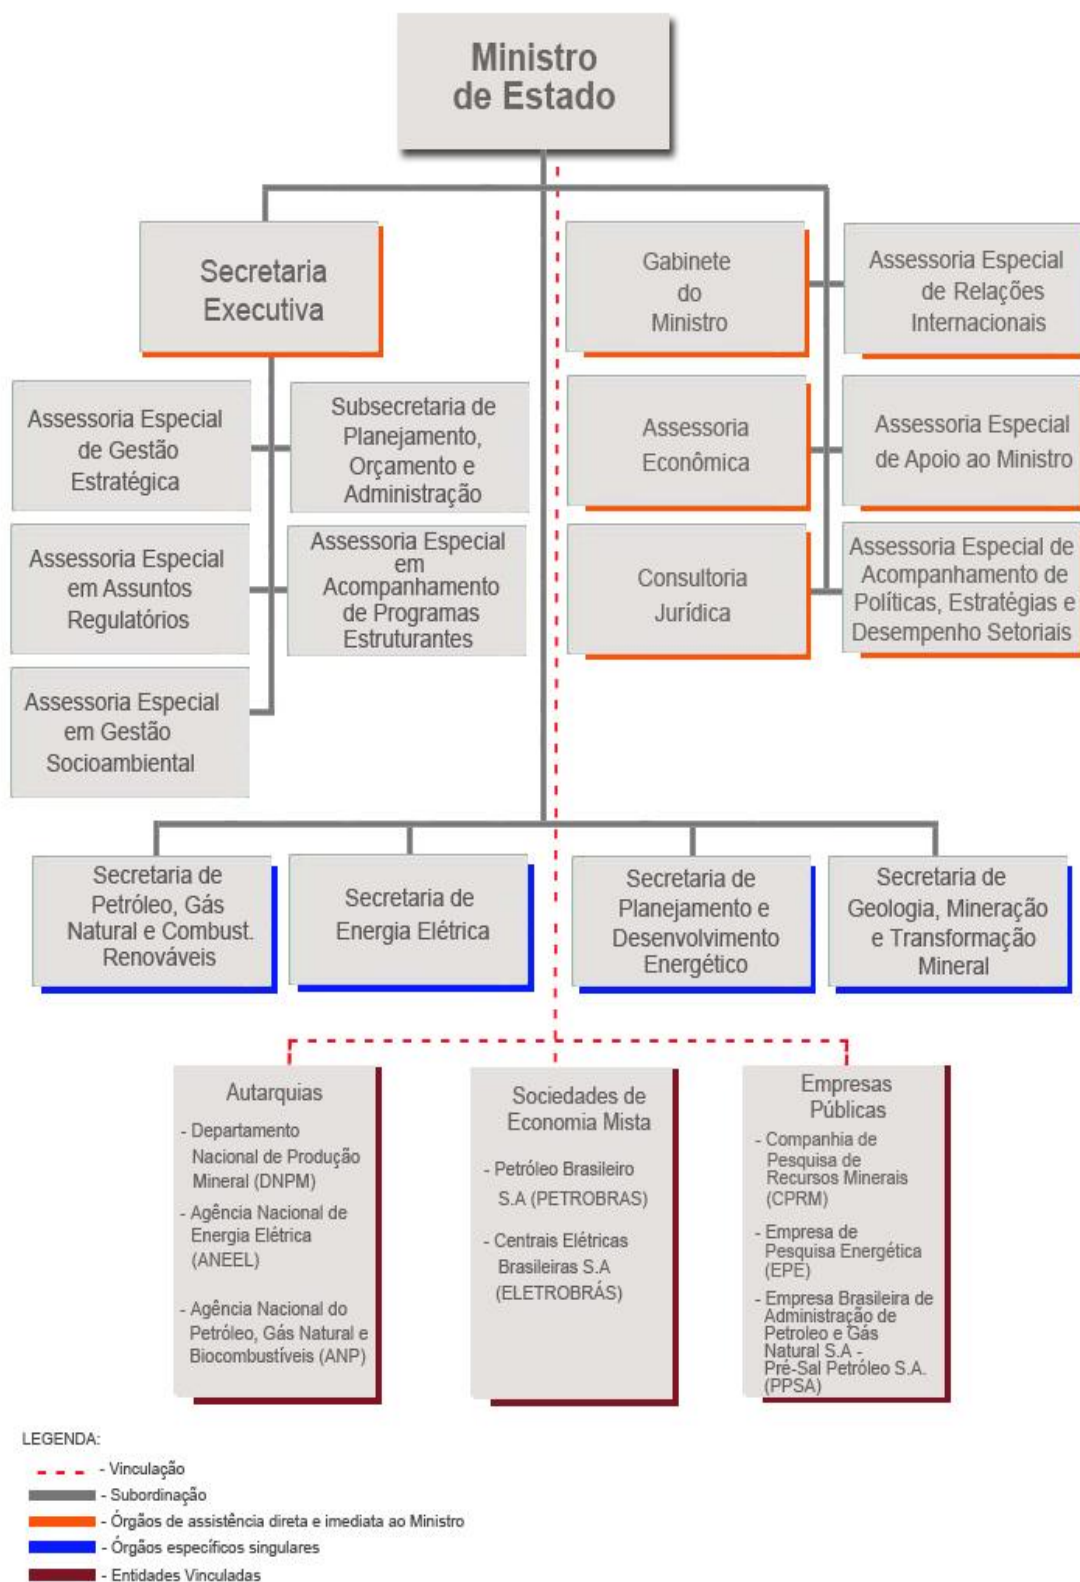 Ministro
de Estado
Secretaria
Executiva
Gabinete
do
Ministro
Assessoria Especial
de Relações
Internacionais
Assessoria Especial
de Gestão
Estratégica
Subsecretaria de
Planejamento,
Orçamento e
Administração
Assessoria
Econômica
Assessoria Especial
de Apoio ao Ministro
Assessoria Especial
em Assuntos
Regulatórios
Assessoria Especial
em
Acompanhamento
de Programas
Estruturantes
Consultoria
Jurídica
Assessoria Especial de
Acompanhamento de
Políticas, Estratégias e
Desempenho Setoriais
Assessoria Especial
em Gestão
Socioambiental
Secretaria de
Petróleo, Gás
Natural e Combust.
Renováveis
Secretaria de
Energia Elétrica
Secretaria de
Planejamento e
Desenvolvimento
Energético
Secretaria de
Geologia, Mineração
e Transformação
Mineral
Autarquias
- Departamento
Nacional de Produção
Mineral (DNPM)
- Agência Nacional de
Energia Elétrica
(ANEEL)
- Agência Nacional do
Petróleo, Gás Natural e
Biocombustíveis (ANP)
Sociedades de
Economia Mista
- Petróleo Brasileiro
S.A (PETROBRAS)
- Centrais Elétricas
Brasileiras S.A
(ELETROBRÁS)
Empresas
Públicas
- Companhia de
Pesquisa de
Recursos Minerais
(CPRM)
- Empresa de
Pesquisa Energética
(EPE)
- Empresa Brasileira de
Administração de
Petroleo e Gás
Natural S.A -
Pré-Sal Petróleo S.A.
(PPSA)
LEGENDA:
- Vinculação
- Subordinação
- Órgãos de assistência direta e imediata ao Ministro
- Órgãos específicos singulares
- Entidades Vinculadas